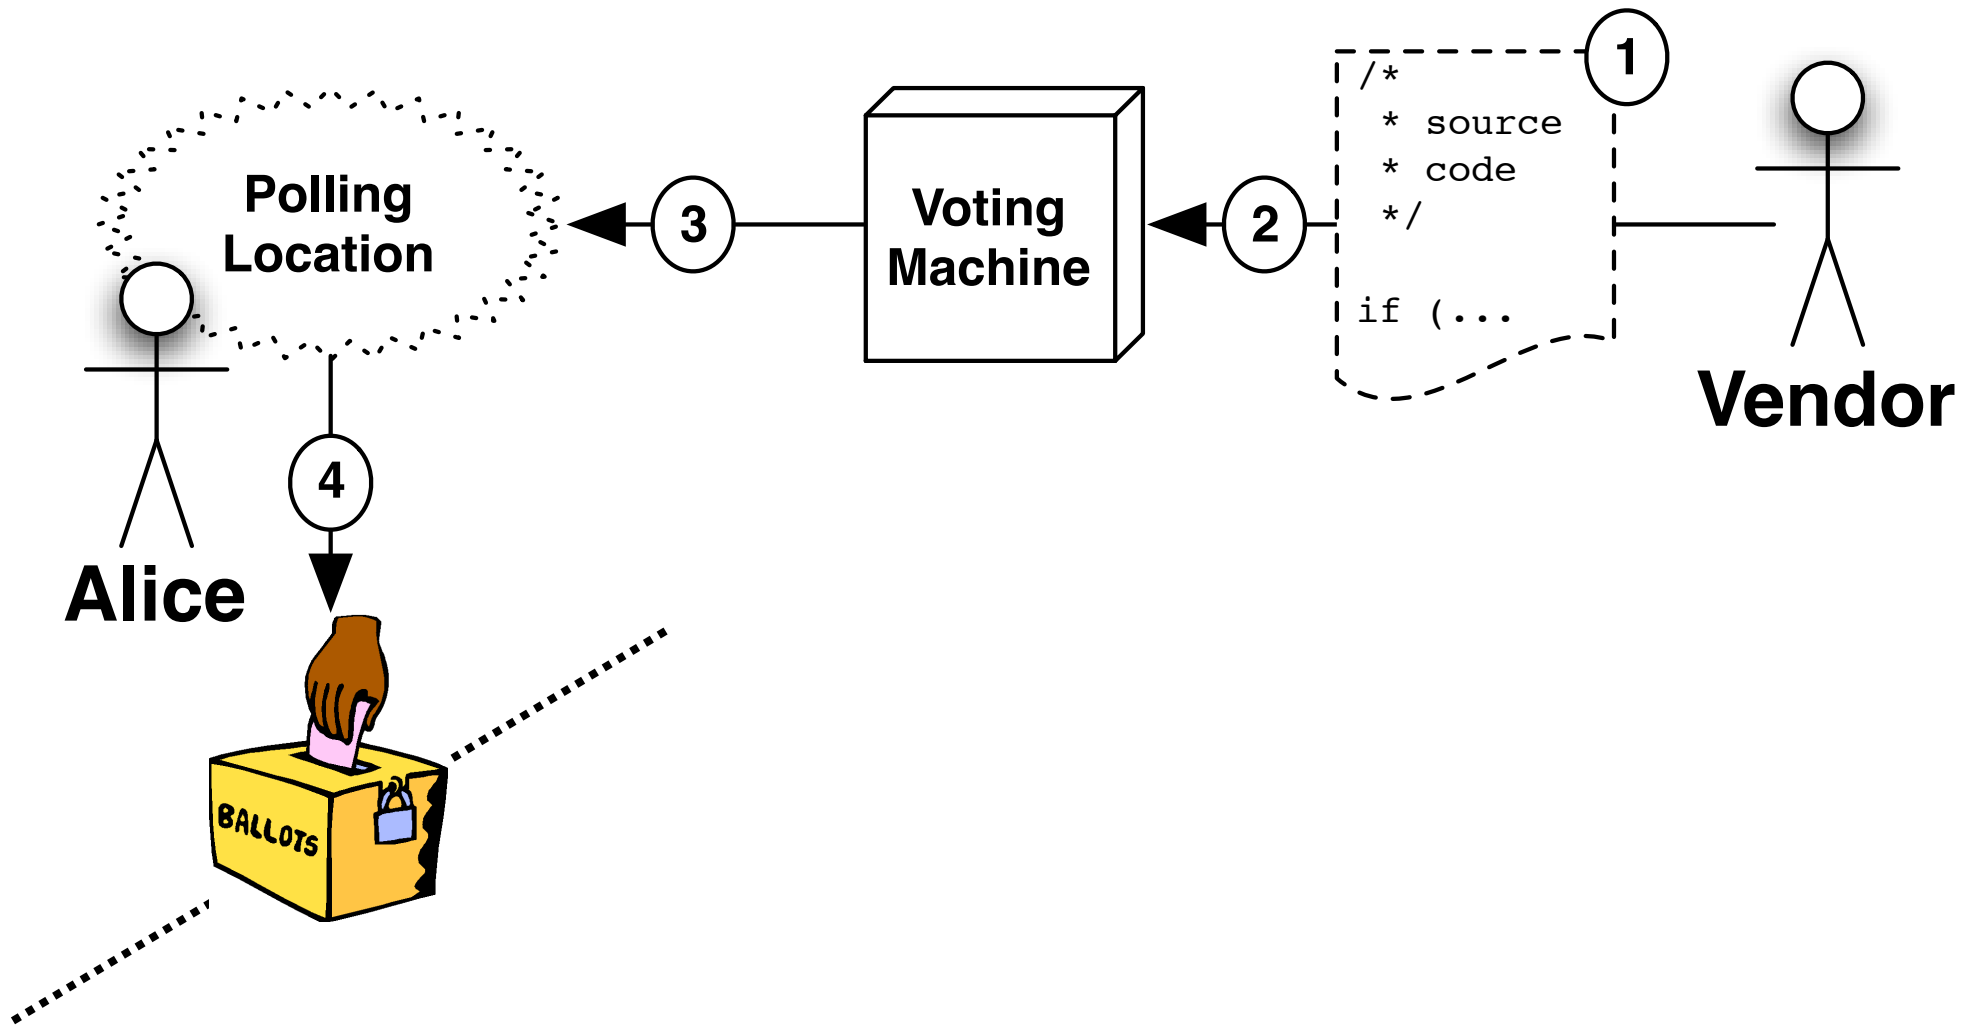 1
/*
 * source
 * code
 */
if (...
Polling
Location
3
Voting
Machine
2
Vendor
4
Alice
BALLOTS